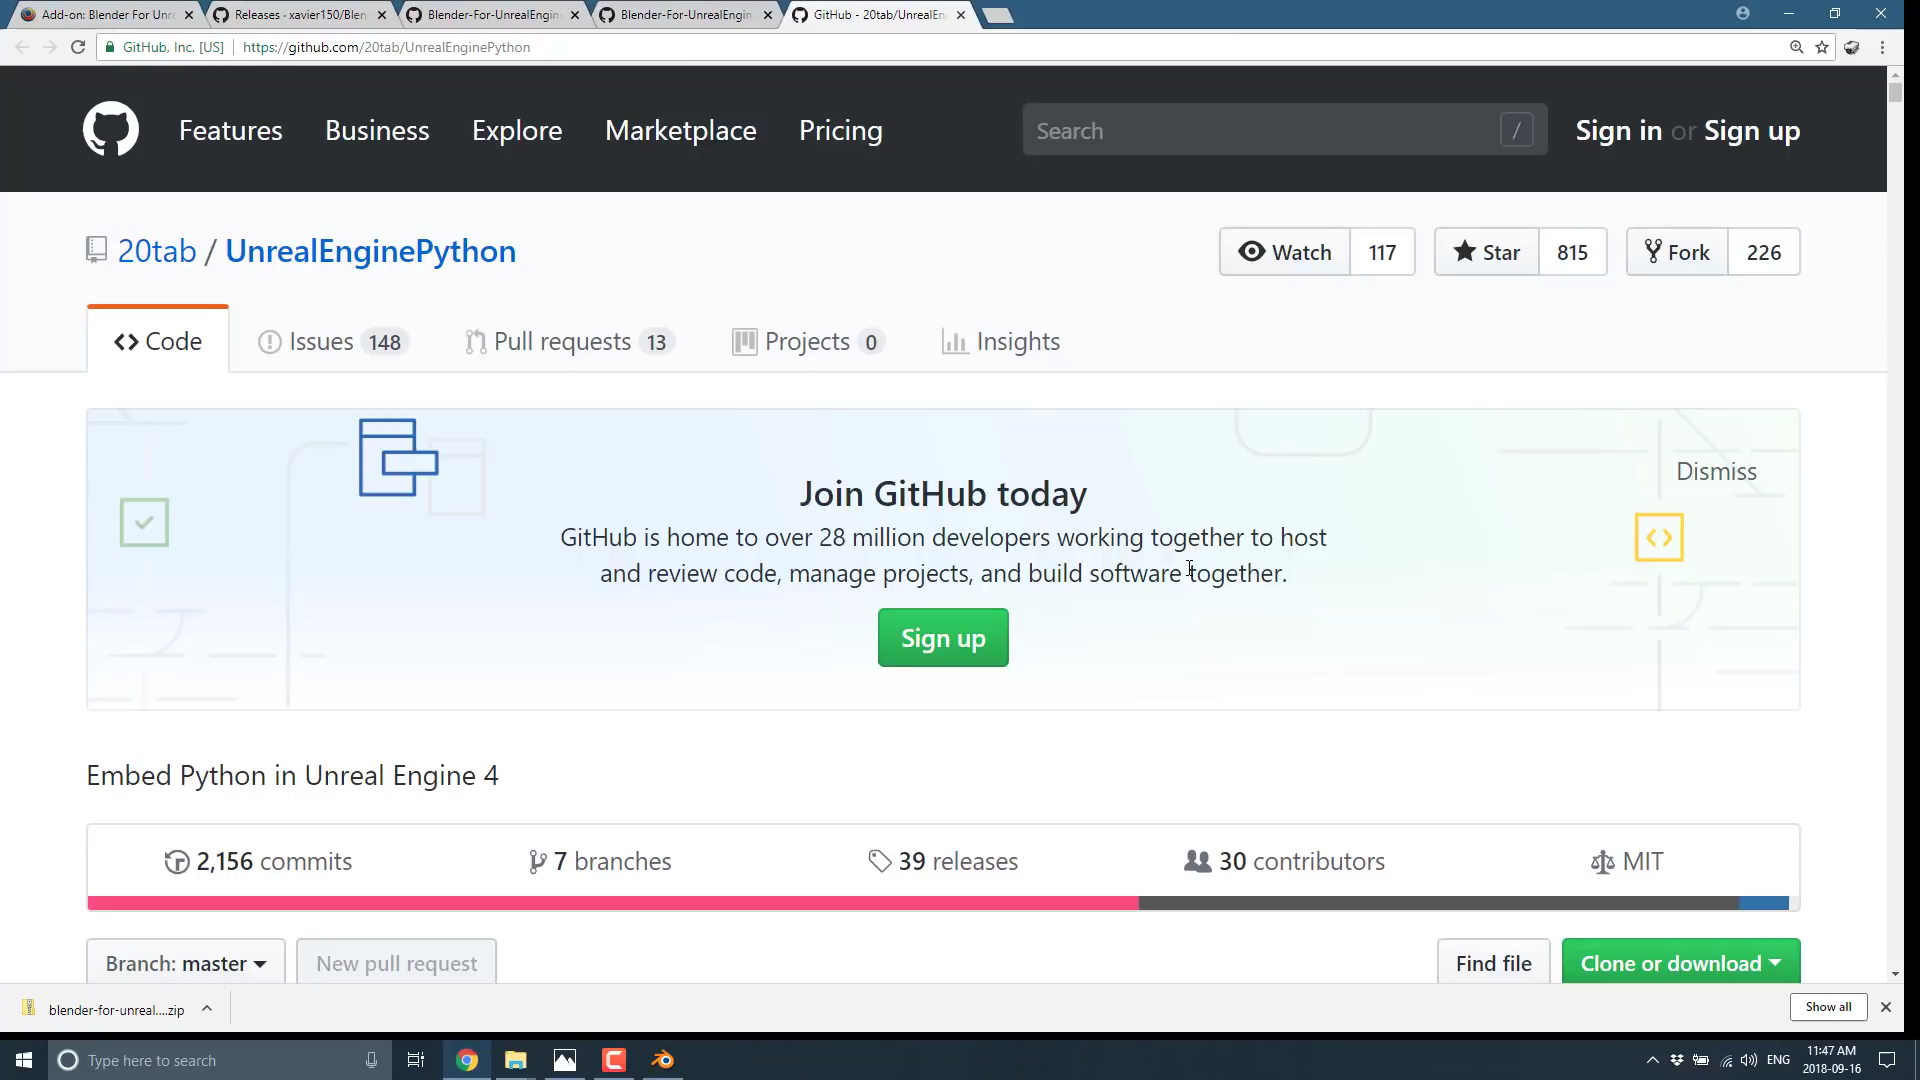 Add-on: Blender For Unr
Releases · xavier150/Blen
Blender-For-UnrealEngin
Blender-For-UnrealEngin
GitHub - 20tab/UnrealEn
GitHub, Inc. [US]
https://github.com/20tab/UnrealEnginePython
Features
Business
Explore
Marketplace
Pricing
Search
/
Sign in or Sign up
20tab / UnrealEnginePython
Watch 117
Star 815
Fork 226
Code
Issues 148
Pull requests 13
Projects 0
Insights
Dismiss
Join GitHub today
GitHub is home to over 28 million developers working together to host
and review code, manage projects, and build software together.
Sign up
Embed Python in Unreal Engine 4
2,156 commits
7 branches
39 releases
30 contributors
MIT
Branch: master
New pull request
Find file
Clone or download
blender-for-unreal....zip
Show all
Type here to search
ENG
11:47 AM
2018-09-16